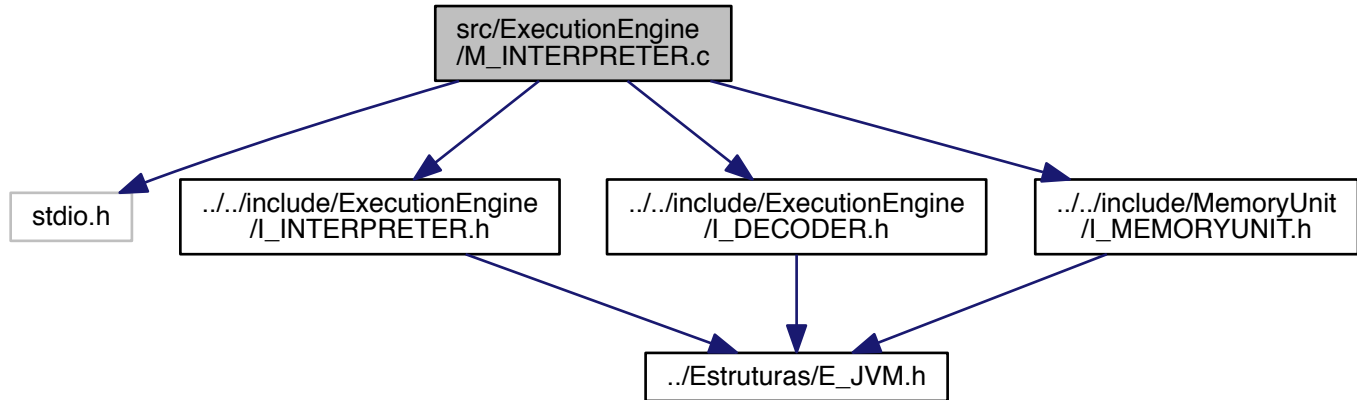 src/ExecutionEngine
/M_INTERPRETER.c
stdio.h
../../include/ExecutionEngine
/I_INTERPRETER.h
../../include/ExecutionEngine
/I_DECODER.h
../../include/MemoryUnit
/I_MEMORYUNIT.h
../Estruturas/E_JVM.h